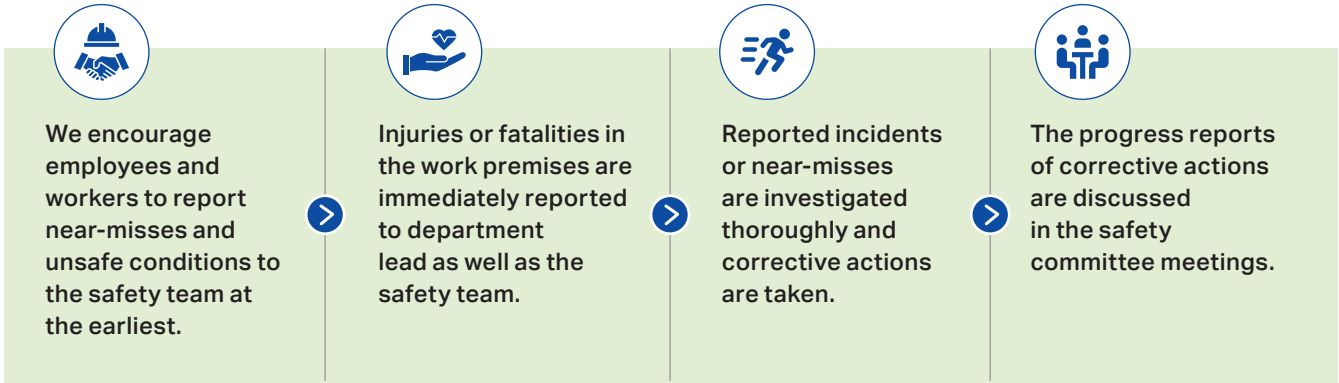 We encourage
employees and
workers to report
near-misses and
unsafe conditions to
the safety team at
the earliest.
Injuries or fatalities in
the work premises are
immediately reported
to department
lead as well as the
safety team.
Reported incidents
or near-misses
are investigated
thoroughly and
corrective actions
are taken.
The progress reports
of corrective actions
are discussed
in the safety
committee meetings.